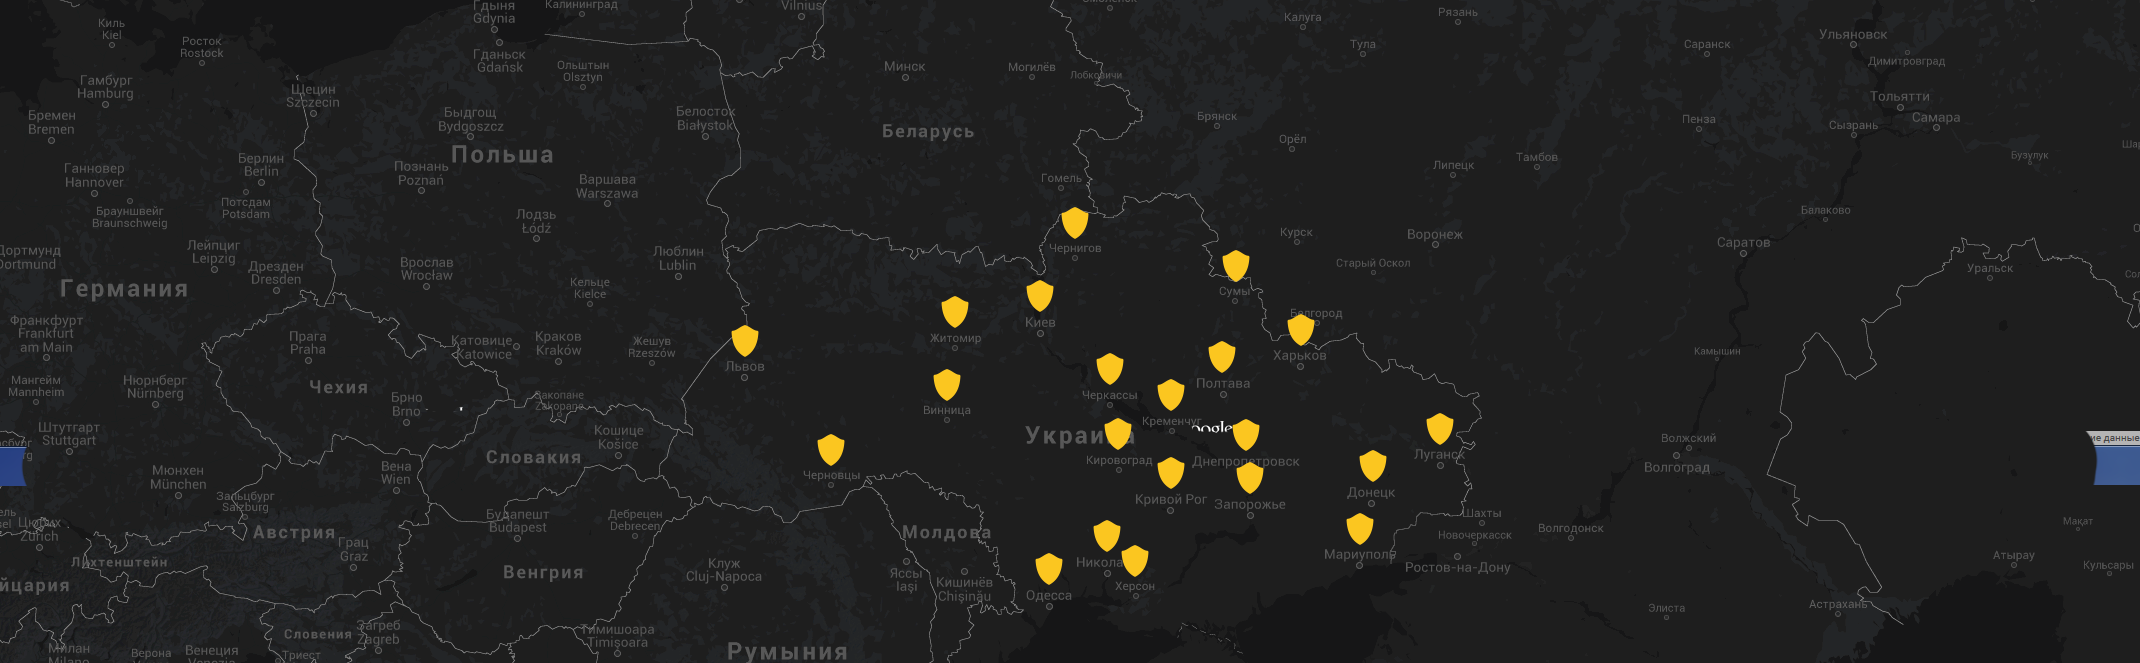 Киль
Kiel
Росток
Rostock
Гамбург
Hamburg
Бремен
Bremen
Ганновер
Hannover
Берлин
Berlin
Потсдам
Potsdam
Брауншвейг
Braunschweig
Лейпциг
Leipzig
Дрезден
Dresden
Дортмунд
Dortmund
Германия
Франкфурт
Frankfurt
am Main
Мангейм
Mannheim
Нюрнберг
Nürnberg
Штутгарт
Stuttgart
Мюнхен
München
Зальцбург
Salzburg
Цюрих
Zürich
Лихтенштейн
йцария
Милан
Milano
Верона
Венеция
Venezia
Австрия
Грац
Graz
Вена
Wien
Словения
Загреб
Zagreb
Триест
Прага
Praha
Чехия
Брно
Brno
Щецин
Szczecin
Гдыня
Gdynia
Гданьск
Gdańsk
Калининград
Ольштын
Olsztyn
Быдгощ
Bydgoszcz
Польша
Познань
Poznań
Варшава
Warszawa
Белосток
Białystok
Лодзь
Łódź
Люблин
Lublin
Врослав
Wrocław
Кельце
Kielce
Катовице
Katowice
Краков
Kraków
Жешув
Rzeszów
Закопане
Zakopane
Кошице
Košice
Словакия
Будапешт
Budapest
Дебрецен
Debrecen
Венгрия
Клуж
Cluj-Napoca
Тимишоара
Timișoara
Румыния
Яссы
Iași
Молдова
Кишинёв
Chișinău
Vilnius
Минск
Могилёв
Лобковичи
Беларусь
Гомель
Чернигов
Сумы
Киев
Житомир
Львов
Винница
Черновцы
Черкассы
Полтава
Харьков
Кременчуг
oogle
Украина
Кировоград
Днепропетровск
Кривой Рог
Запорожье
Донецк
Луганск
Мариуполь
Никола
Херсон
Одесса
Калуга
Тула
Рязань
Брянск
Орёл
Липецк
Тамбов
Курск
Воронеж
Старый Оскол
Белгород
Саранск
Пенза
Ульяновск
Димитровград
Тольятти
Сызрань
Самара
Бузулук
Балаково
Саратов
Уральск
Камышин
Волжский
Волгоград
ие данные
Шахты
Новочеркасск
Ростов-на-Дону
Волгодонск
Элиста
Астрахань
Атырау
Мақат
Кульсары